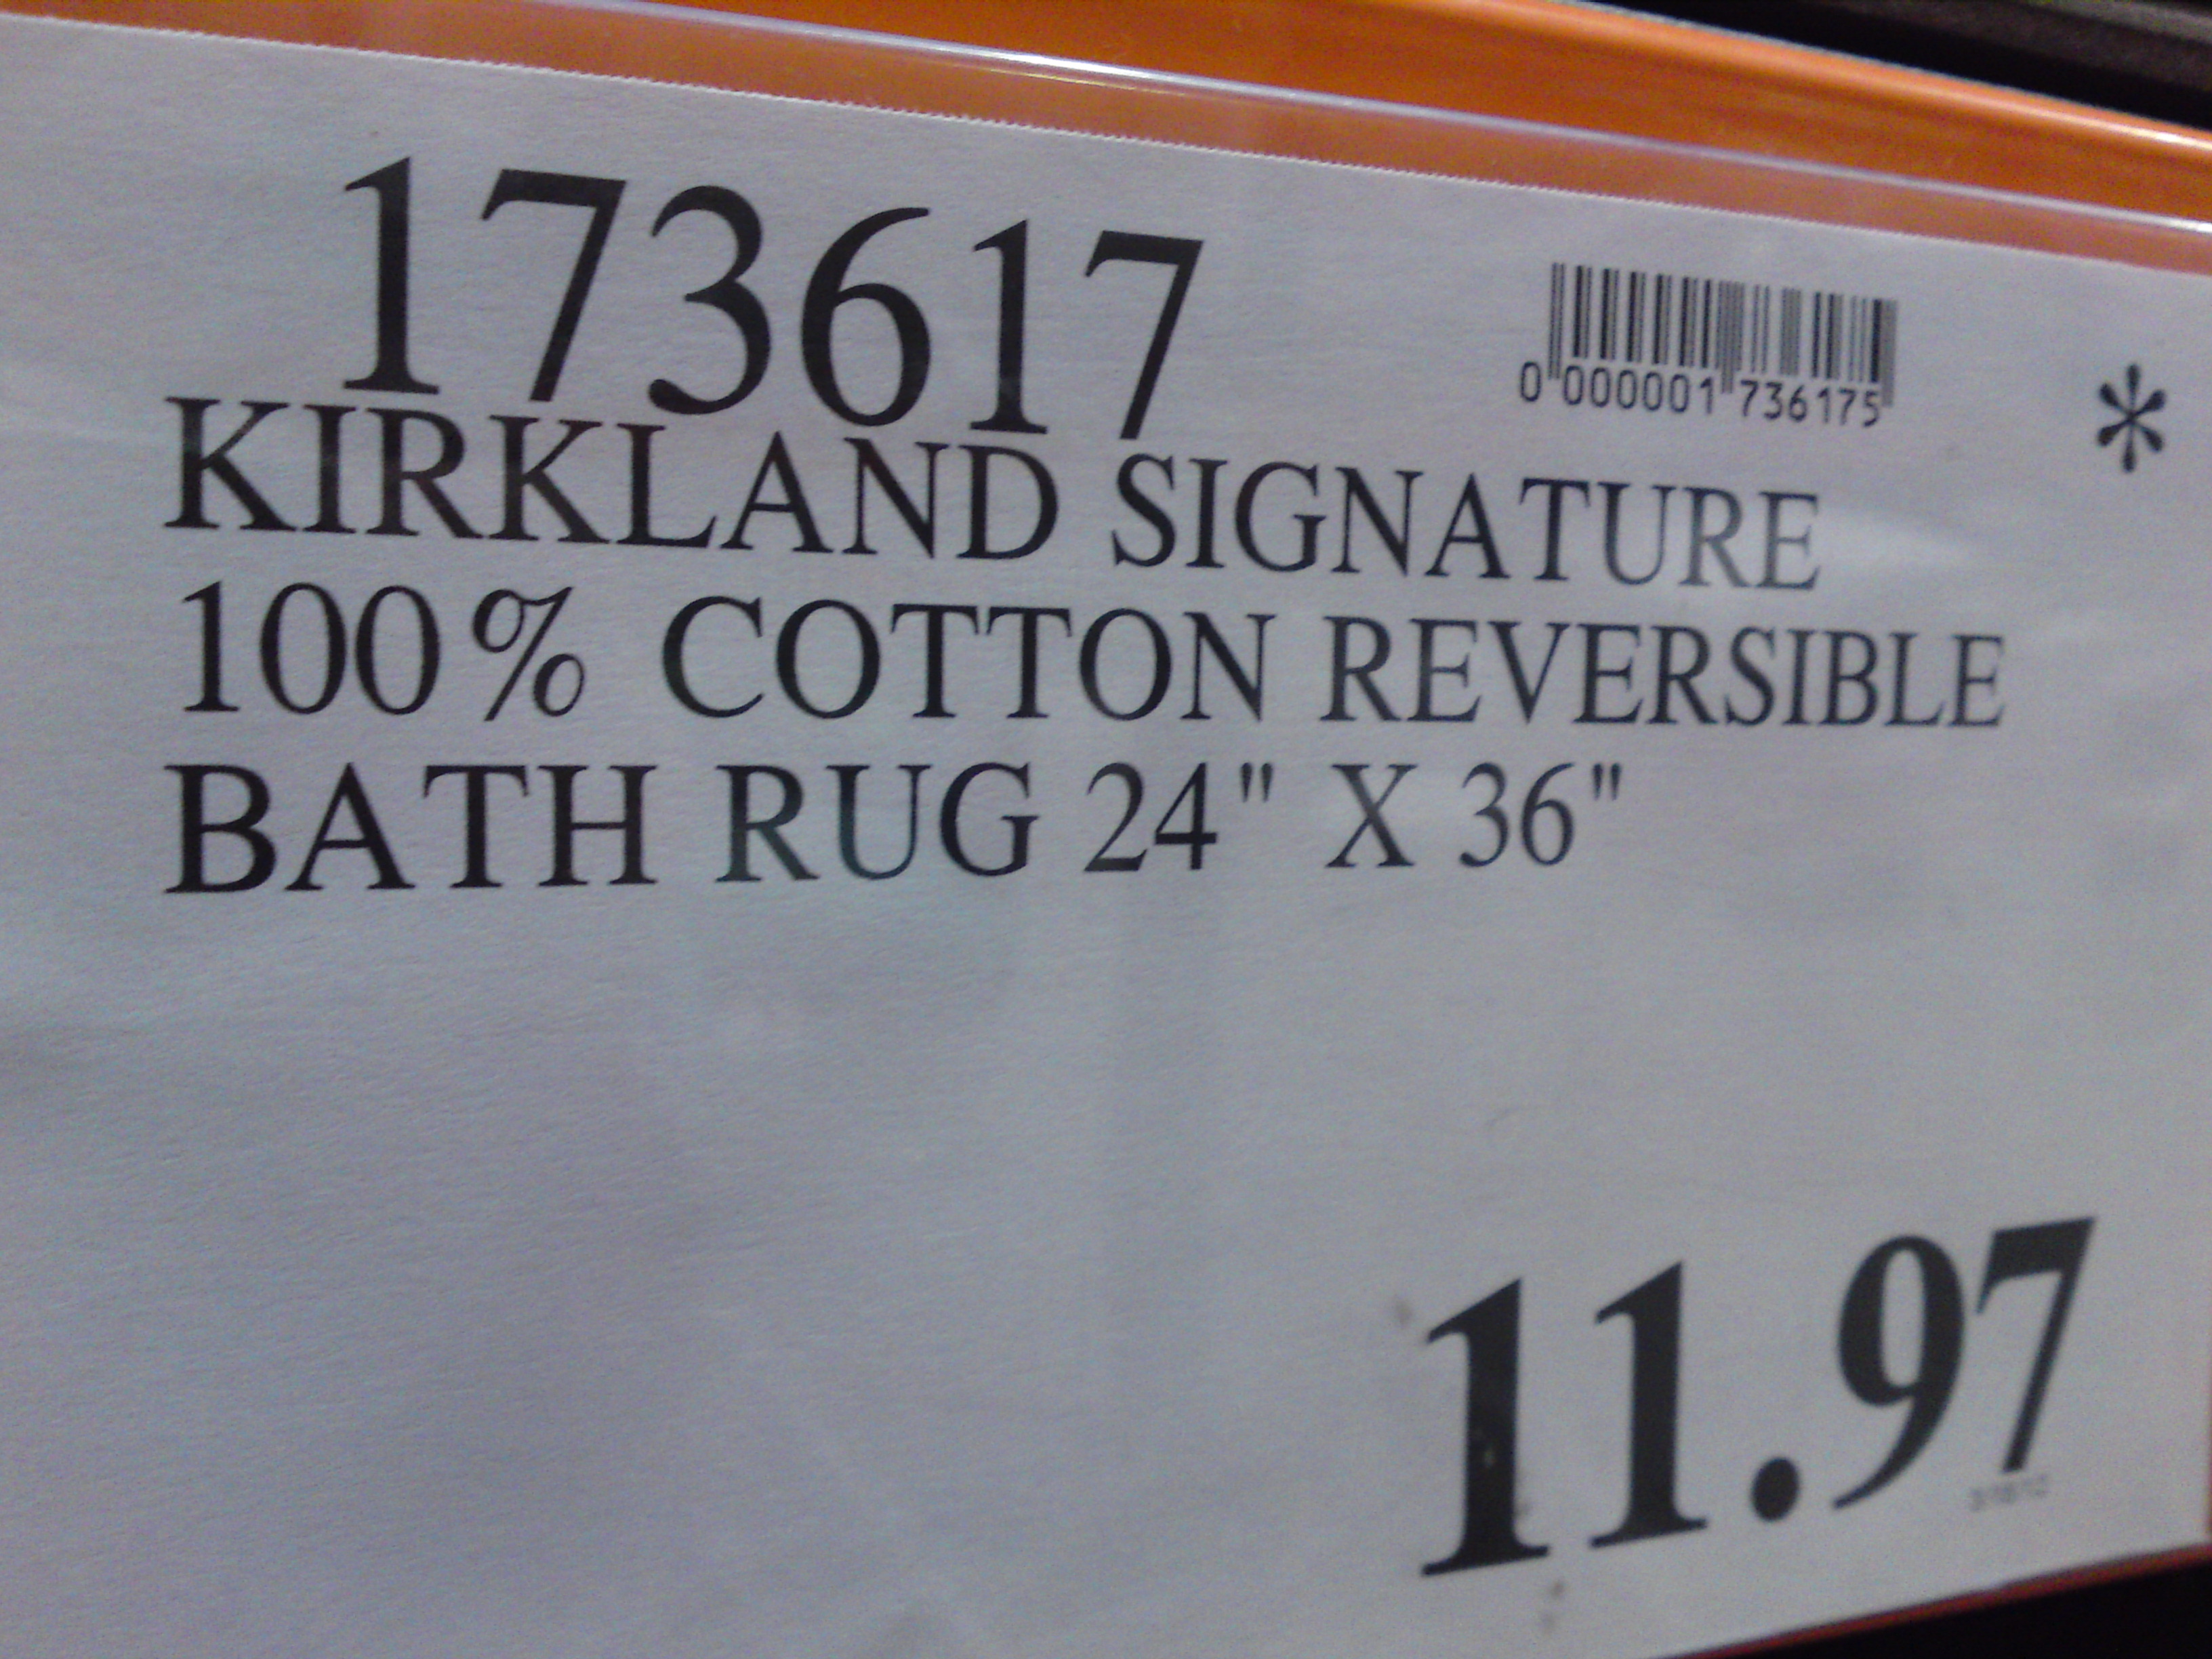 173617
0 000001 736175
*
KIRKLAND SIGNATURE
100% COTTON REVERSIBLE
BATH RUG 24" X 36"
11.97